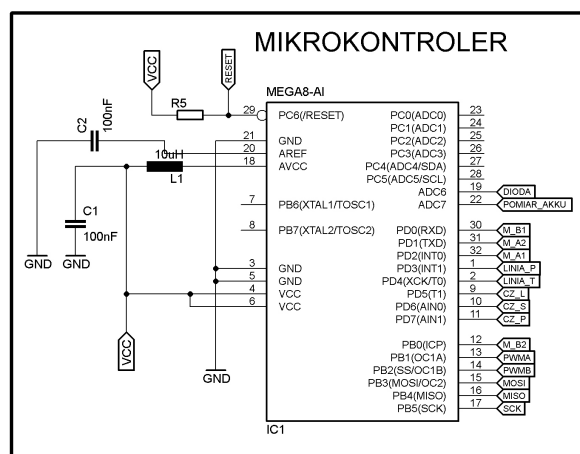 MIKROKONTROLER
VCC
RESET
MEGA8-AI
R5
29
PC6(/RESET)
PC0(ADC0)
23
PC1(ADC1)
24
PC2(ADC2)
25
PC3(ADC3)
26
PC4(ADC4/SDA)
27
PC5(ADC5/SCL)
28
ADC6
19
DIODA
ADC7
22
POMIAR_AKKU
C2
100nF
21
GND
20
AREF
10uH
18
AVCC
L1
C1
100nF
7
PB6(XTAL1/TOSC1)
8
PB7(XTAL2/TOSC2)
PD0(RXD)
30
M_B1
PD1(TXD)
31
M_A2
PD2(INT0)
32
M_A1
PD3(INT1)
1
LINIA_P
PD4(XCK/T0)
2
LINIA_T
PD5(T1)
9
CZ_L
PD6(AIN0)
10
CZ_S
PD7(AIN1)
11
CZ_P
GND
GND
3
GND
5
GND
4
VCC
6
VCC
VCC
GND
PB0(ICP)
12
M_B2
PB1(OC1A)
13
PWMA
PB2(SS/OC1B)
14
PWMB
PB3(MOSI/OC2)
15
MOSI
PB4(MISO)
16
MISO
PB5(SCK)
17
SCK
IC1